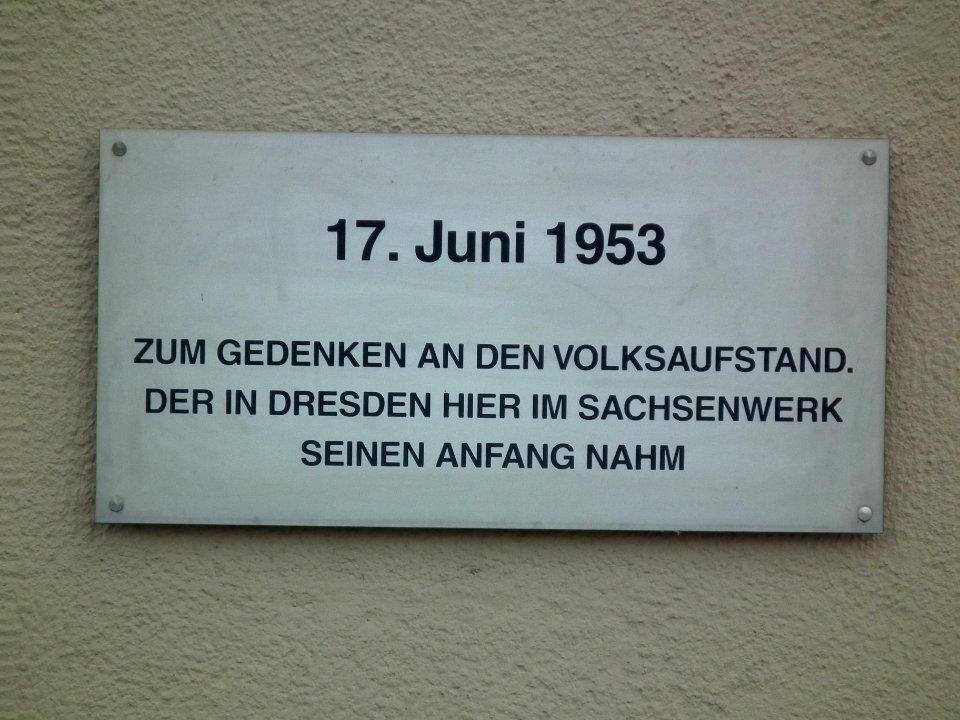 17. Juni 1953
ZUM GEDENKEN AN DEN VOLKSAUFSTAND.
DER IN DRESDEN HIER IM SACHSENWERK
SEINEN ANFANG NAHM